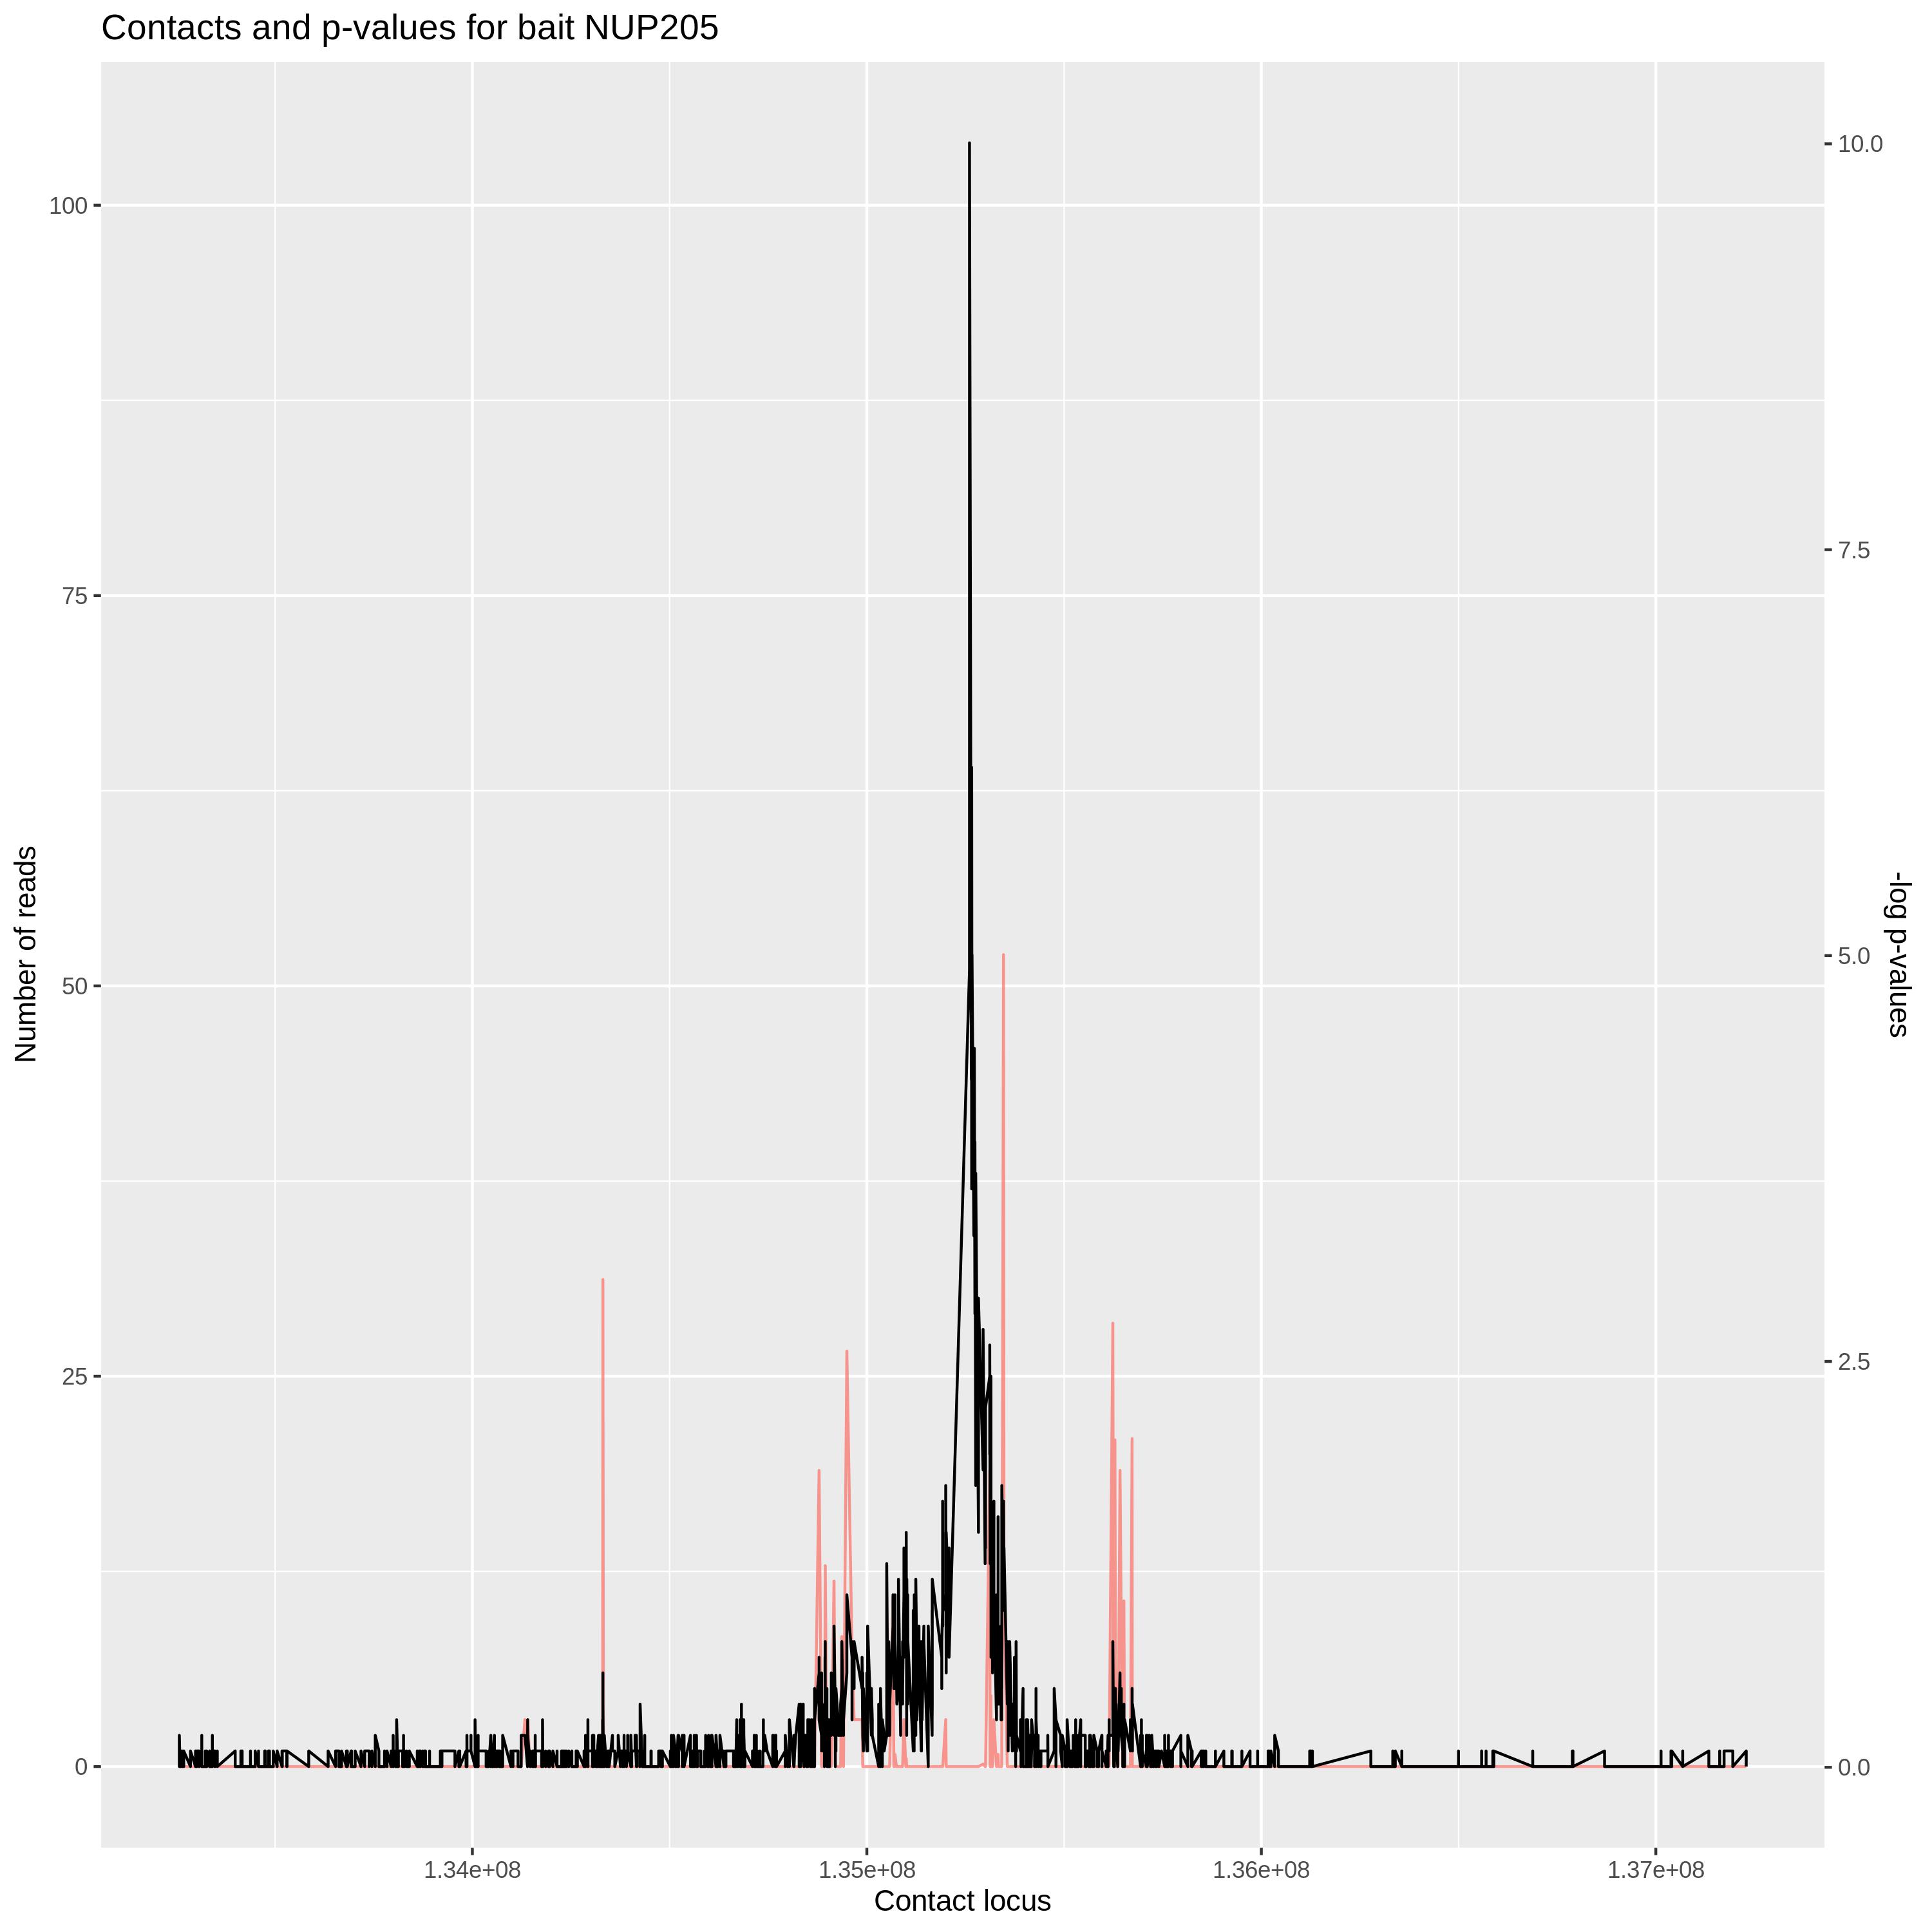 Contacts and p-values for bait NUP205
100
75
50
25
0
Number of reads
10.0
7.5
5.0
2.5
0.0
-log p-values
1.34e+08
1.35e+08
1.36e+08
1.37e+08
Contact locus